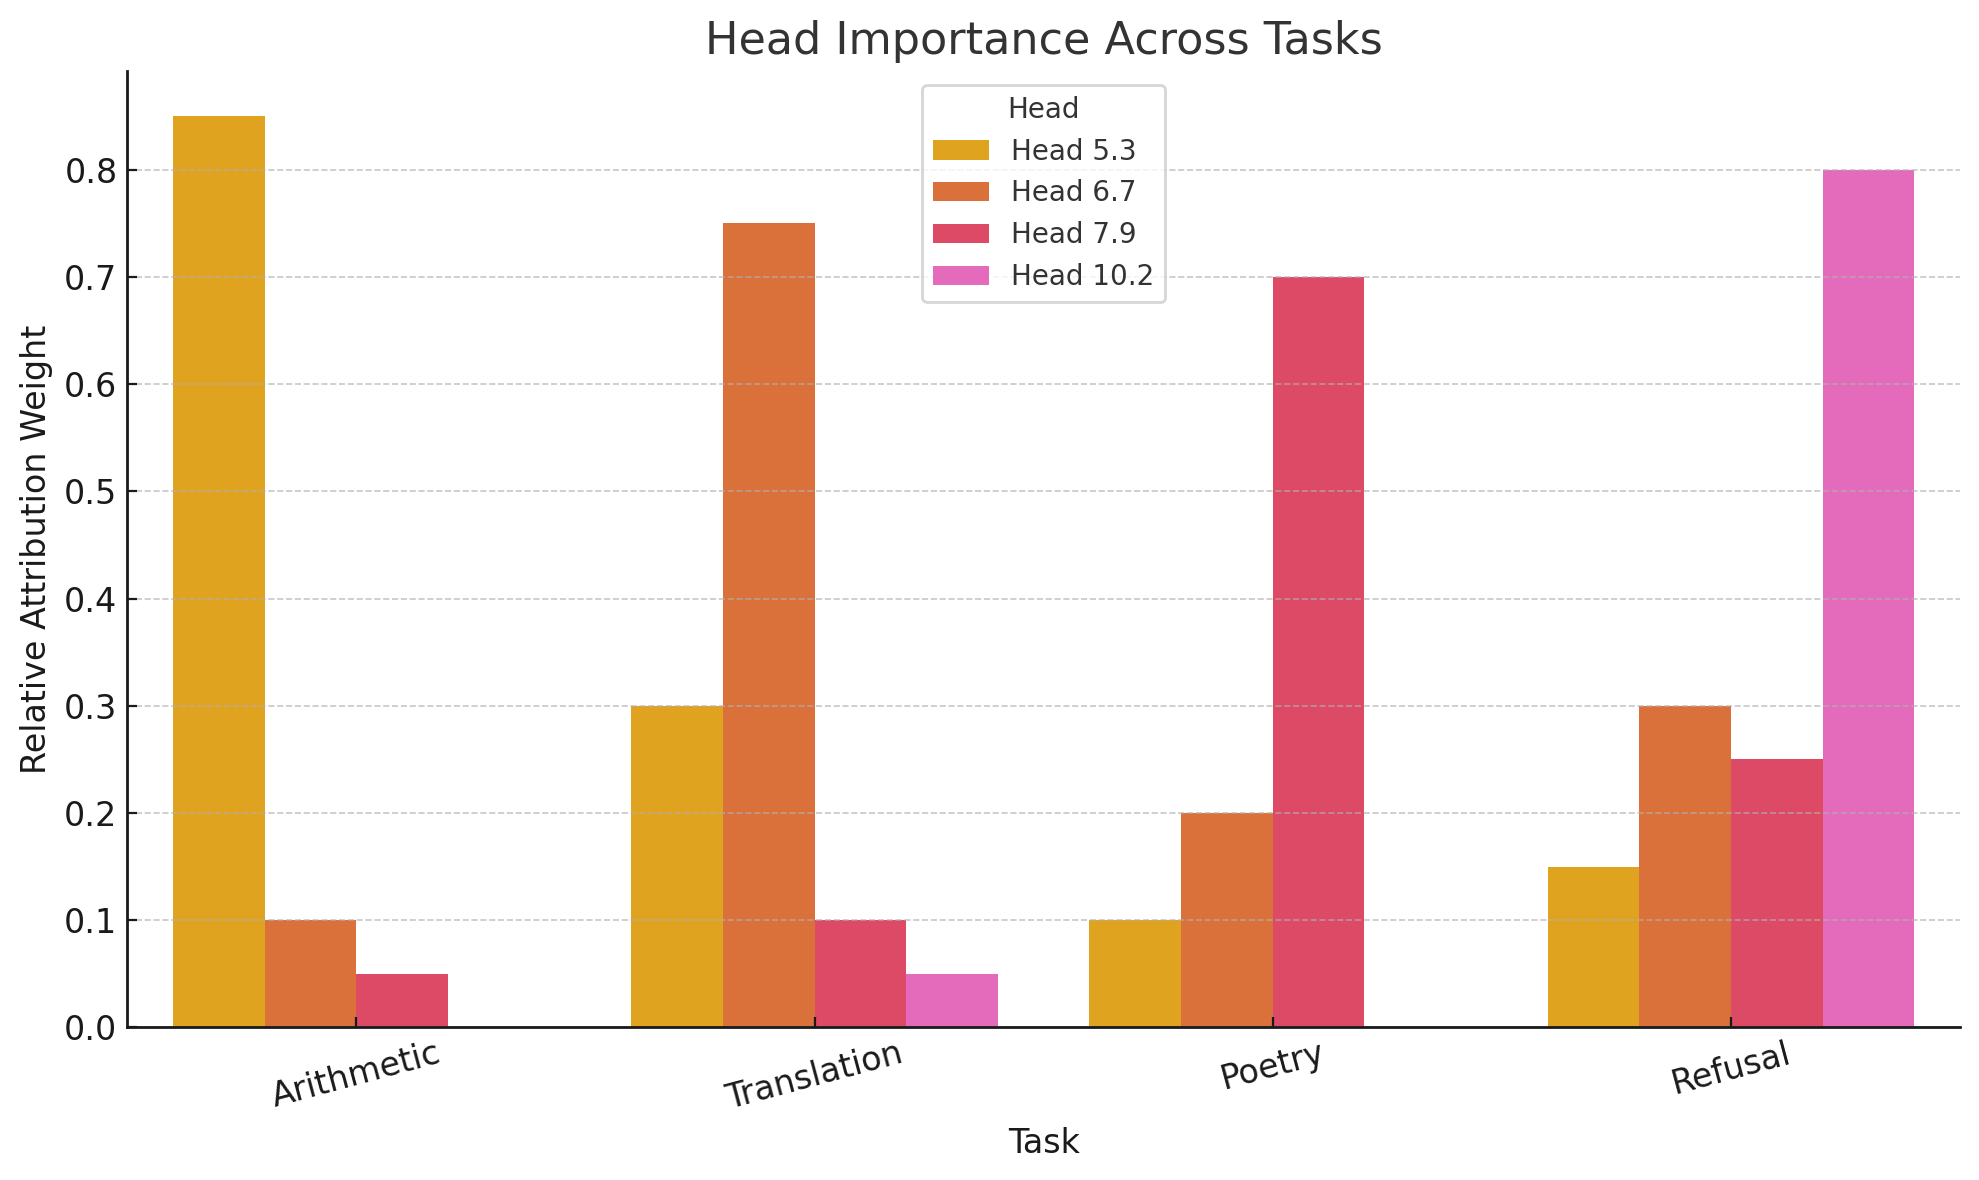 Head Importance Across Tasks
Head
Head 5.3
Head 6.7
Head 7.9
Head 10.2
Relative Attribution Weight
0.8
0.7
0.6
0.5
0.4
0.3
0.2
0.1
0.0
Arithmetic
Translation
Poetry
Refusal
Task